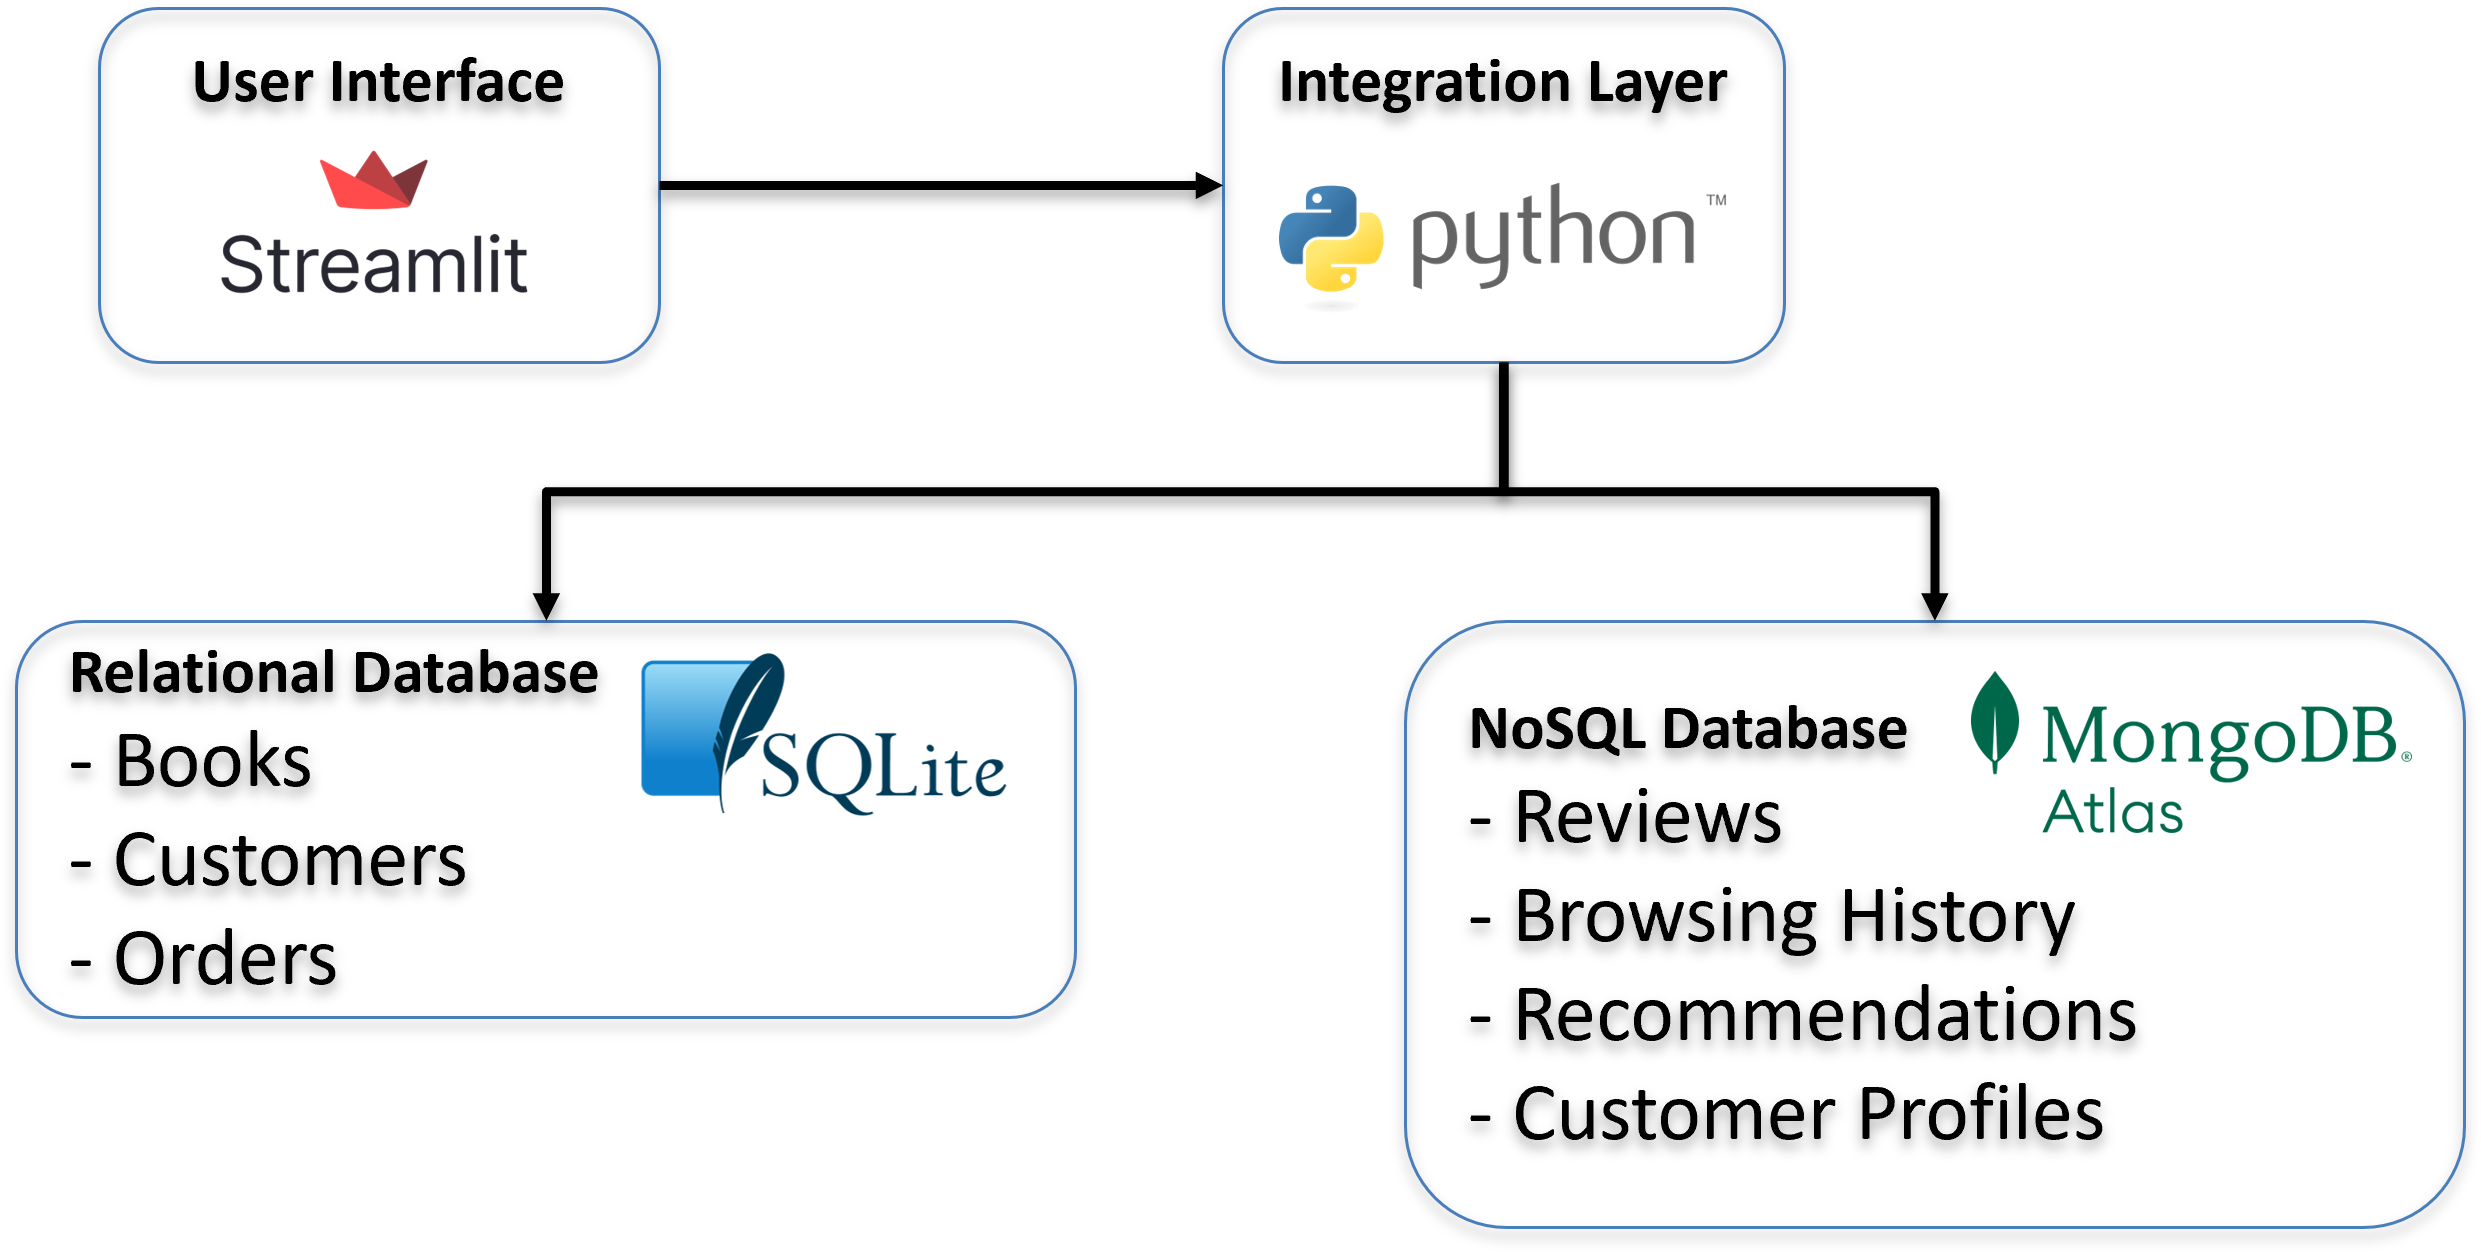 User Interface
Streamlit
Integration Layer
python™
Relational Database
SQLite
- Books
- Customers
- Orders
NoSQL Database
MongoDB®
Atlas
- Reviews
- Browsing History
- Recommendations
- Customer Profiles